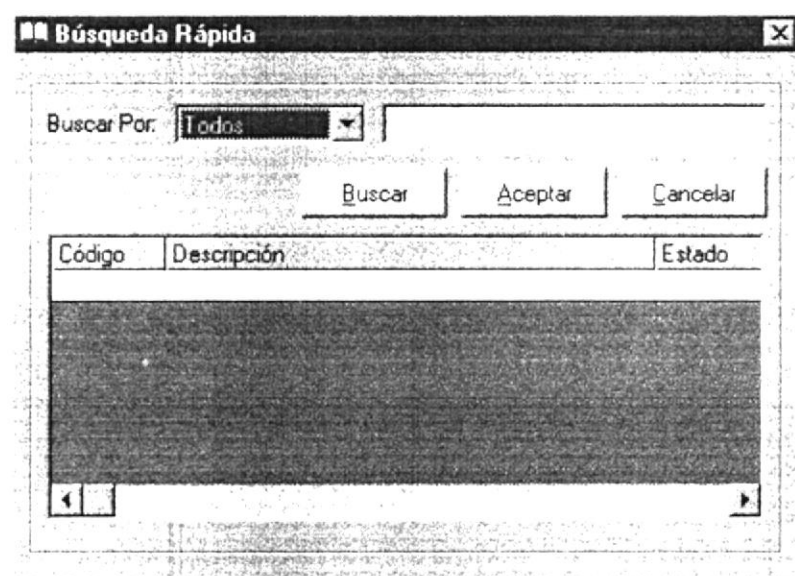 Búsqueda Rápida
Buscar Por: Todos
Buscar Aceptar Cancelar
Código Descripción Estado